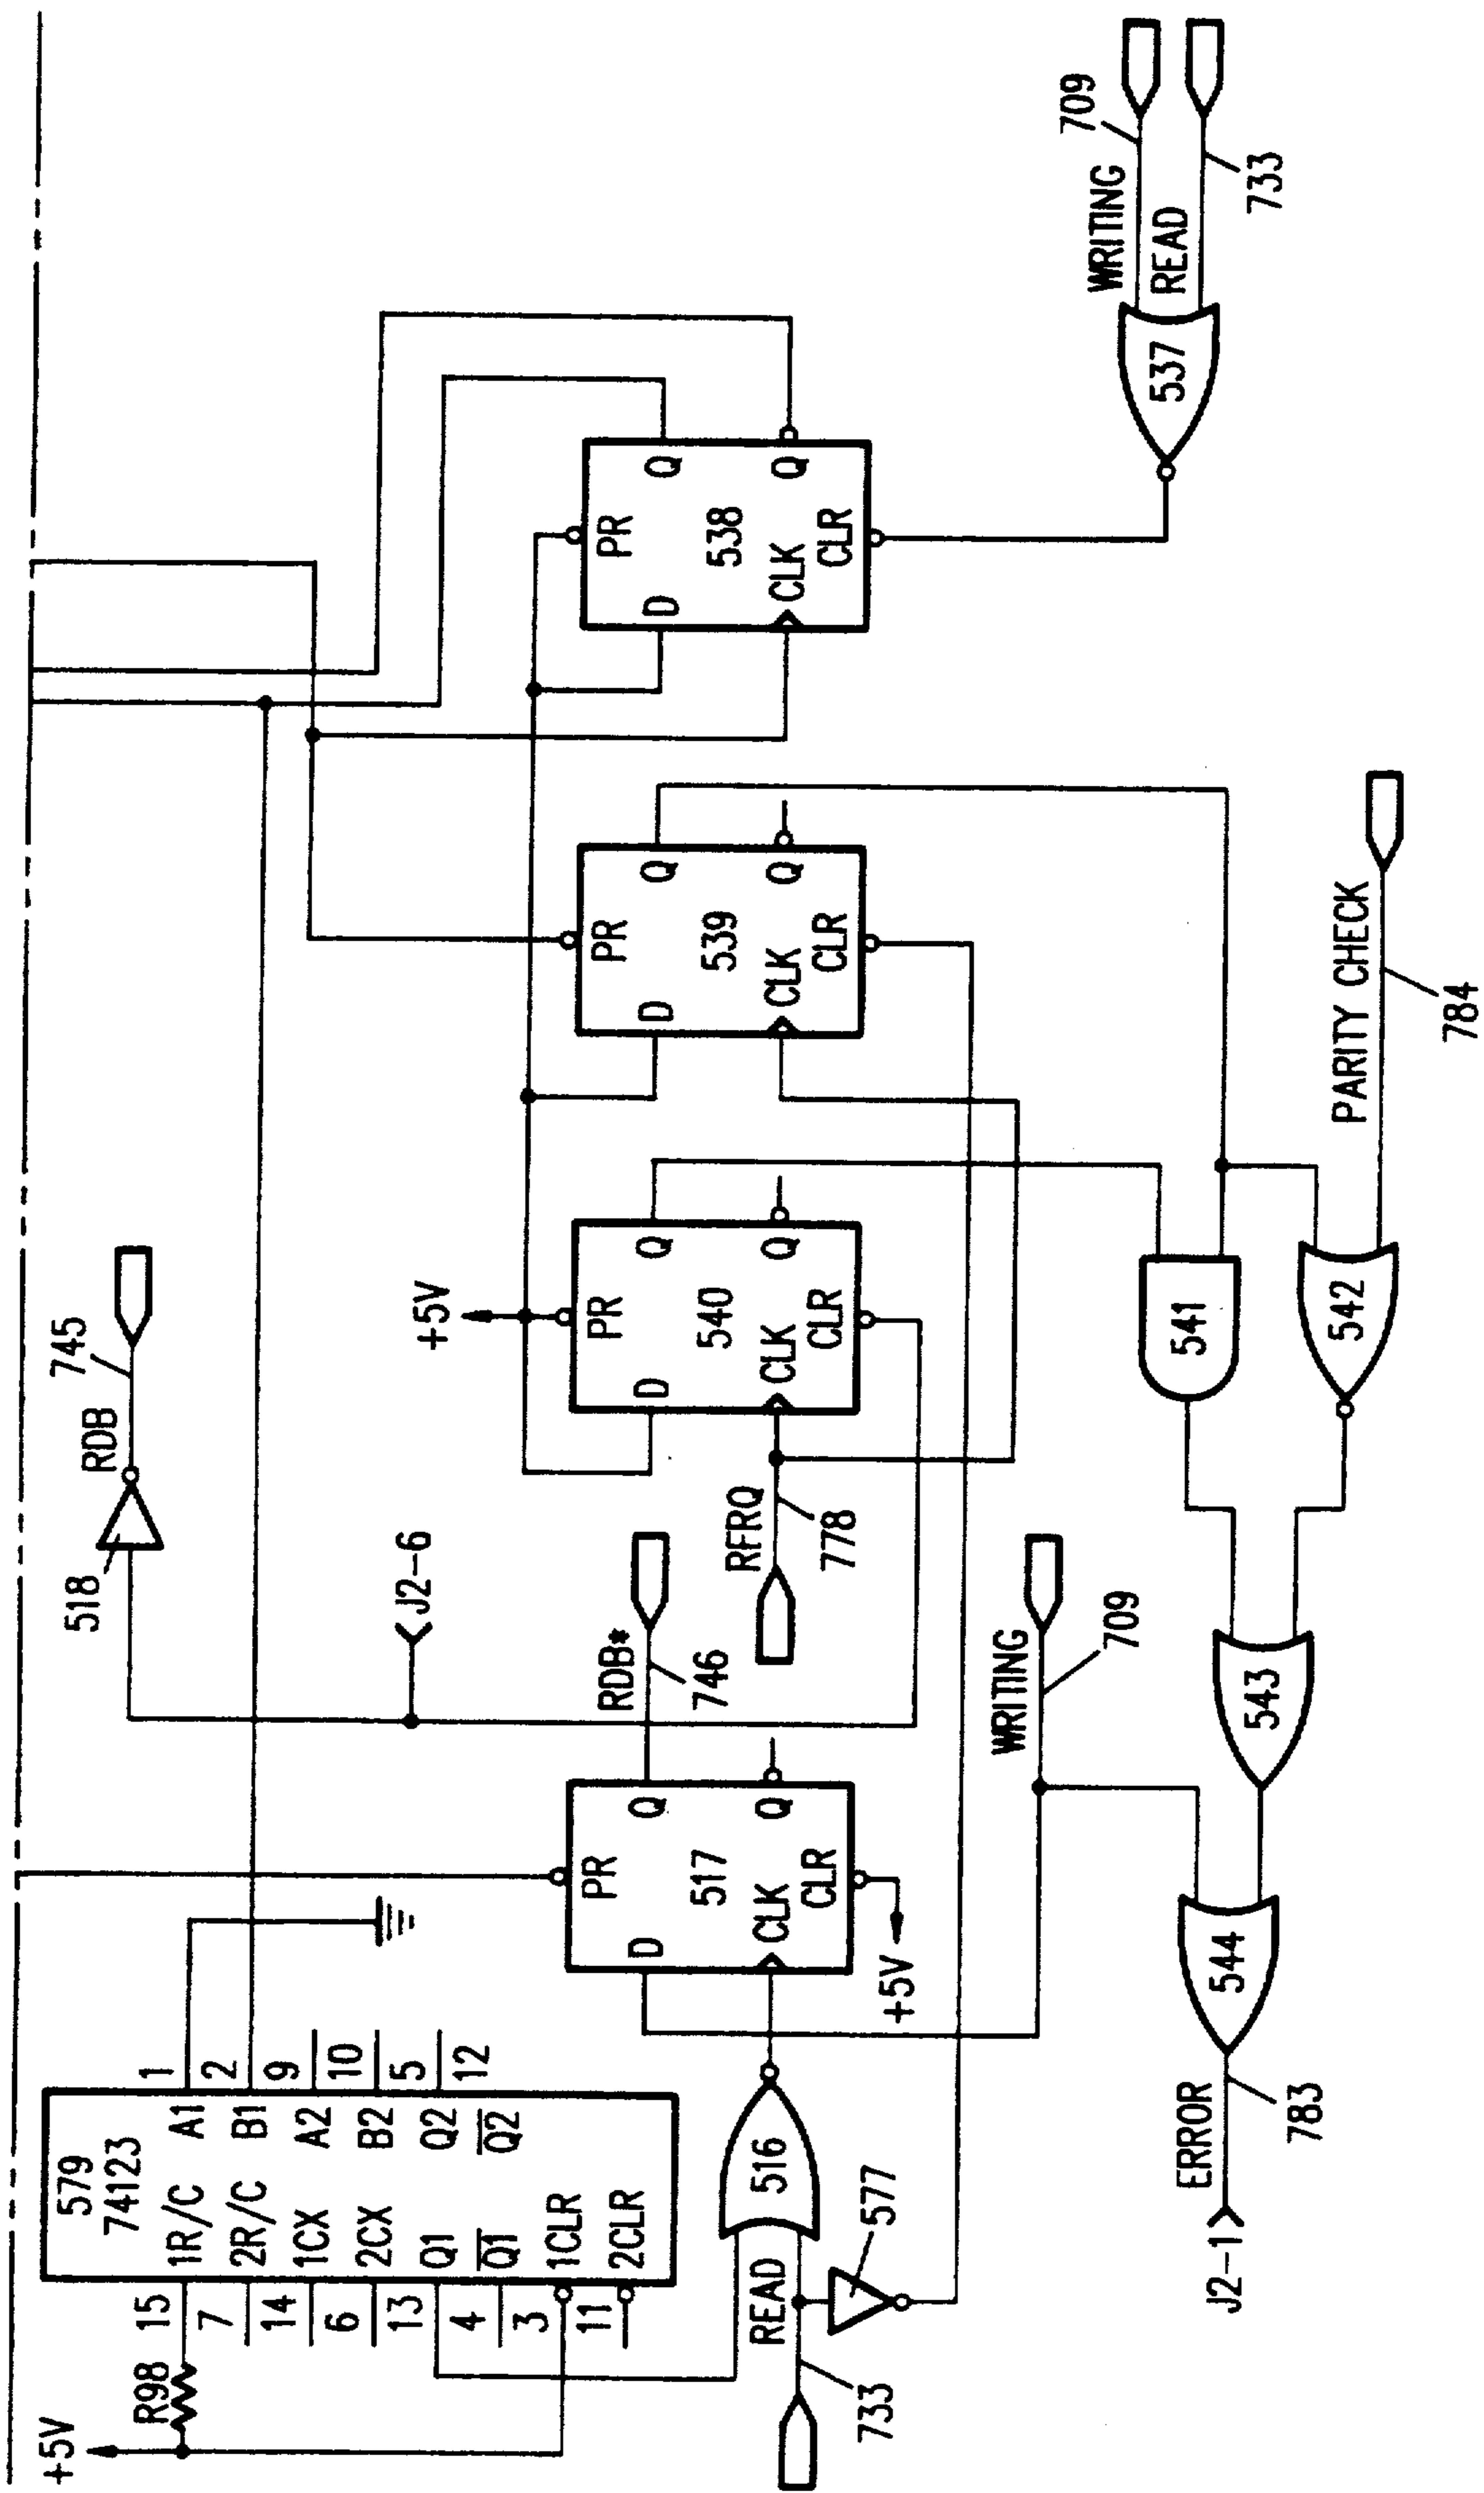 +5V
R98
15
7
14
6
13
4
3
11
579
74123
1R/C
2R/C
1CX
2CX
Q1
Q1
1CLR
2CLR
A1
B1
A2
B2
Q2
Q2
1
2
9
10
5
12
READ
733
516
577
518
RDB
745
J2-6
PR
D
Q
517
CLK
Q
CLR
+5V
RDB*
746
RFRQ
778
+5V
PR
D
Q
540
CLK
Q
CLR
PR
D
Q
539
CLK
Q
CLR
PR
D
Q
538
CLK
Q
CLR
WRITING
709
READ
733
537
WRITING
709
541
542
543
544
PARITY CHECK
784
ERROR
783
J2-1